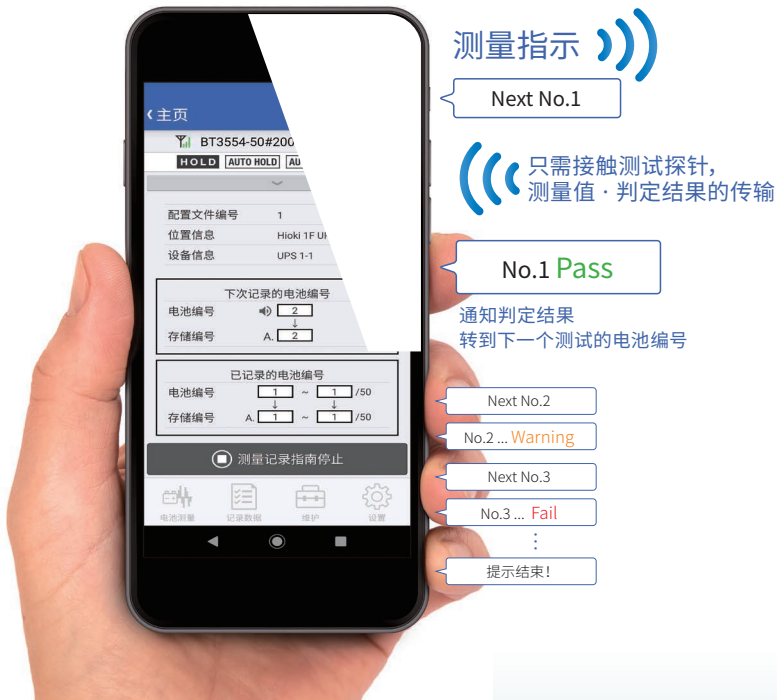 测量指示
Next No.1
只需接触测试探针,
测量值·判定结果的传输
No.1 Pass
通知判定结果
转到下一个测试的电池编号
Next No.2
No.2 ... Warning
Next No.3
No.3 ... Fail
提示结束!
主页
BT3554-50#200
HOLD AUTO HOLD AU
配置文件编号 1
位置信息 Hioki 1F UP
设备信息 UPS 1-1
下次记录的电池编号
电池编号 2
↓
存储编号 A. 2
已记录的电池编号
电池编号 1 ~ 1 /50
↓ ↓
存储编号 A. 1 ~ 1 /50
测量记录指南停止
电池测量 记录数据 维护 设置